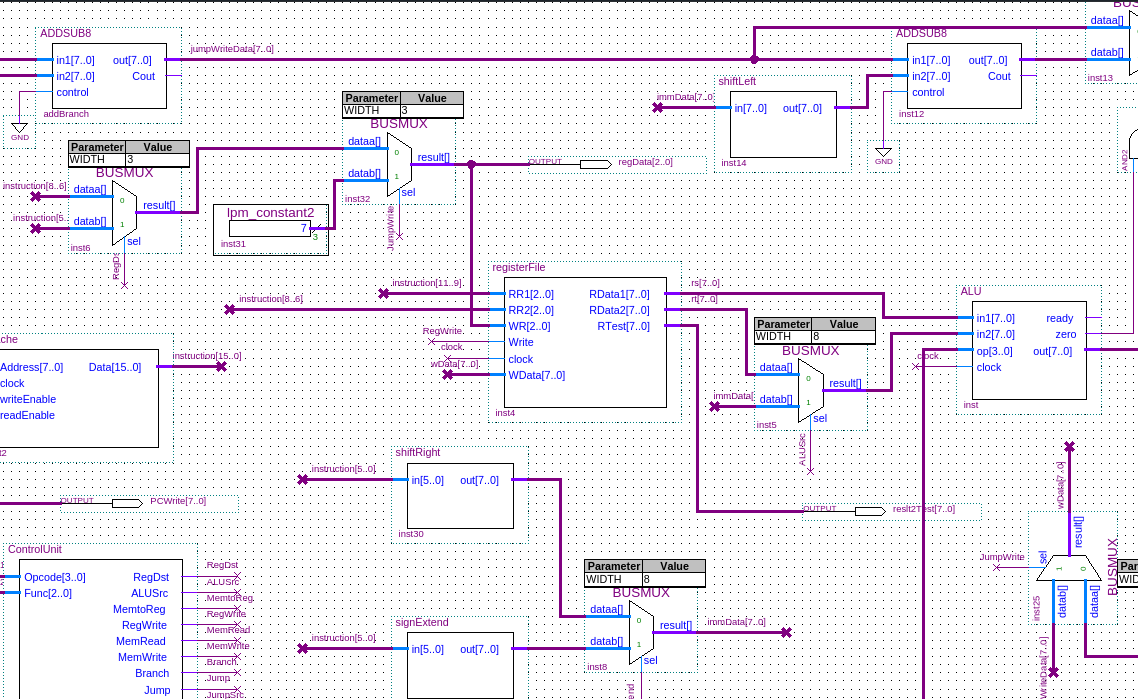 ADDSUB8
in1[7..0] out[7..0]
in2[7..0] Cout
control
addBranch
GND
jumpWriteData[7..0]
ADDSUB8
in1[7..0] out[7..0]
in2[7..0] Cout
control
inst12
GND
dataa[]
datab[]
inst13
AND2
shiftLeft
immData[7..0
in[7..0] out[7..0]
inst14
Parameter Value
WIDTH 3
BUSMUX
dataa[]
datab[]
result[]
0
1
sel
inst32
JumpWrite
OUTPUT
regData[2..0]
Parameter Value
WIDTH 3
BUSMUX
instruction[8..6]
instruction[5
dataa[]
datab[]
result[]
0
1
sel
inst6
lpm_constant2
7
3
inst31
registerFile
instruction[11..9]
instruction[8..6]
RegWrite
clock
wData[7..0]
RR1[2..0] RData1[7..0]
RR2[2..0] RData2[7..0]
WR[2..0] RTest[7..0]
Write
clock
WData[7..0]
inst4
rs[7..0]
rt[7..0]
Parameter Value
WIDTH 8
BUSMUX
dataa[]
datab[]
result[]
0
1
sel
immData[
inst5
ALUSrc
ALU
in1[7..0] ready
in2[7..0] zero
op[3..0] out[7..0]
clock
clock
inst
che
Address[7..0] Data[15..0]
clock
writeEnable
readEnable
t2
instruction[15..0]
OUTPUT
PCWrite[7..0]
shiftRight
instruction[5..0]
in[5..0] out[7..0]
inst30
OUTPUT
reslt2Test[7..0]
ControlUnit
Opcode[3..0] RegDst
Func[2..0] ALUSrc
MemtoReg
RegWrite
MemRead
MemWrite
Branch
Jump
RegDst
ALUSrc
MemtoReg
RegWrite
MemRead
MemWrite
Branch
Jump
JumpSrc
signExtend
instruction[5..0]
in[5..0] out[7..0]
Parameter Value
WIDTH 8
BUSMUX
dataa[]
datab[]
result[]
0
1
sel
inst8
immData[7..0]
wData[7..0]
result[]
JumpWrite
sel
1
0
BUSMUX
datab[]
dataa[]
inst25